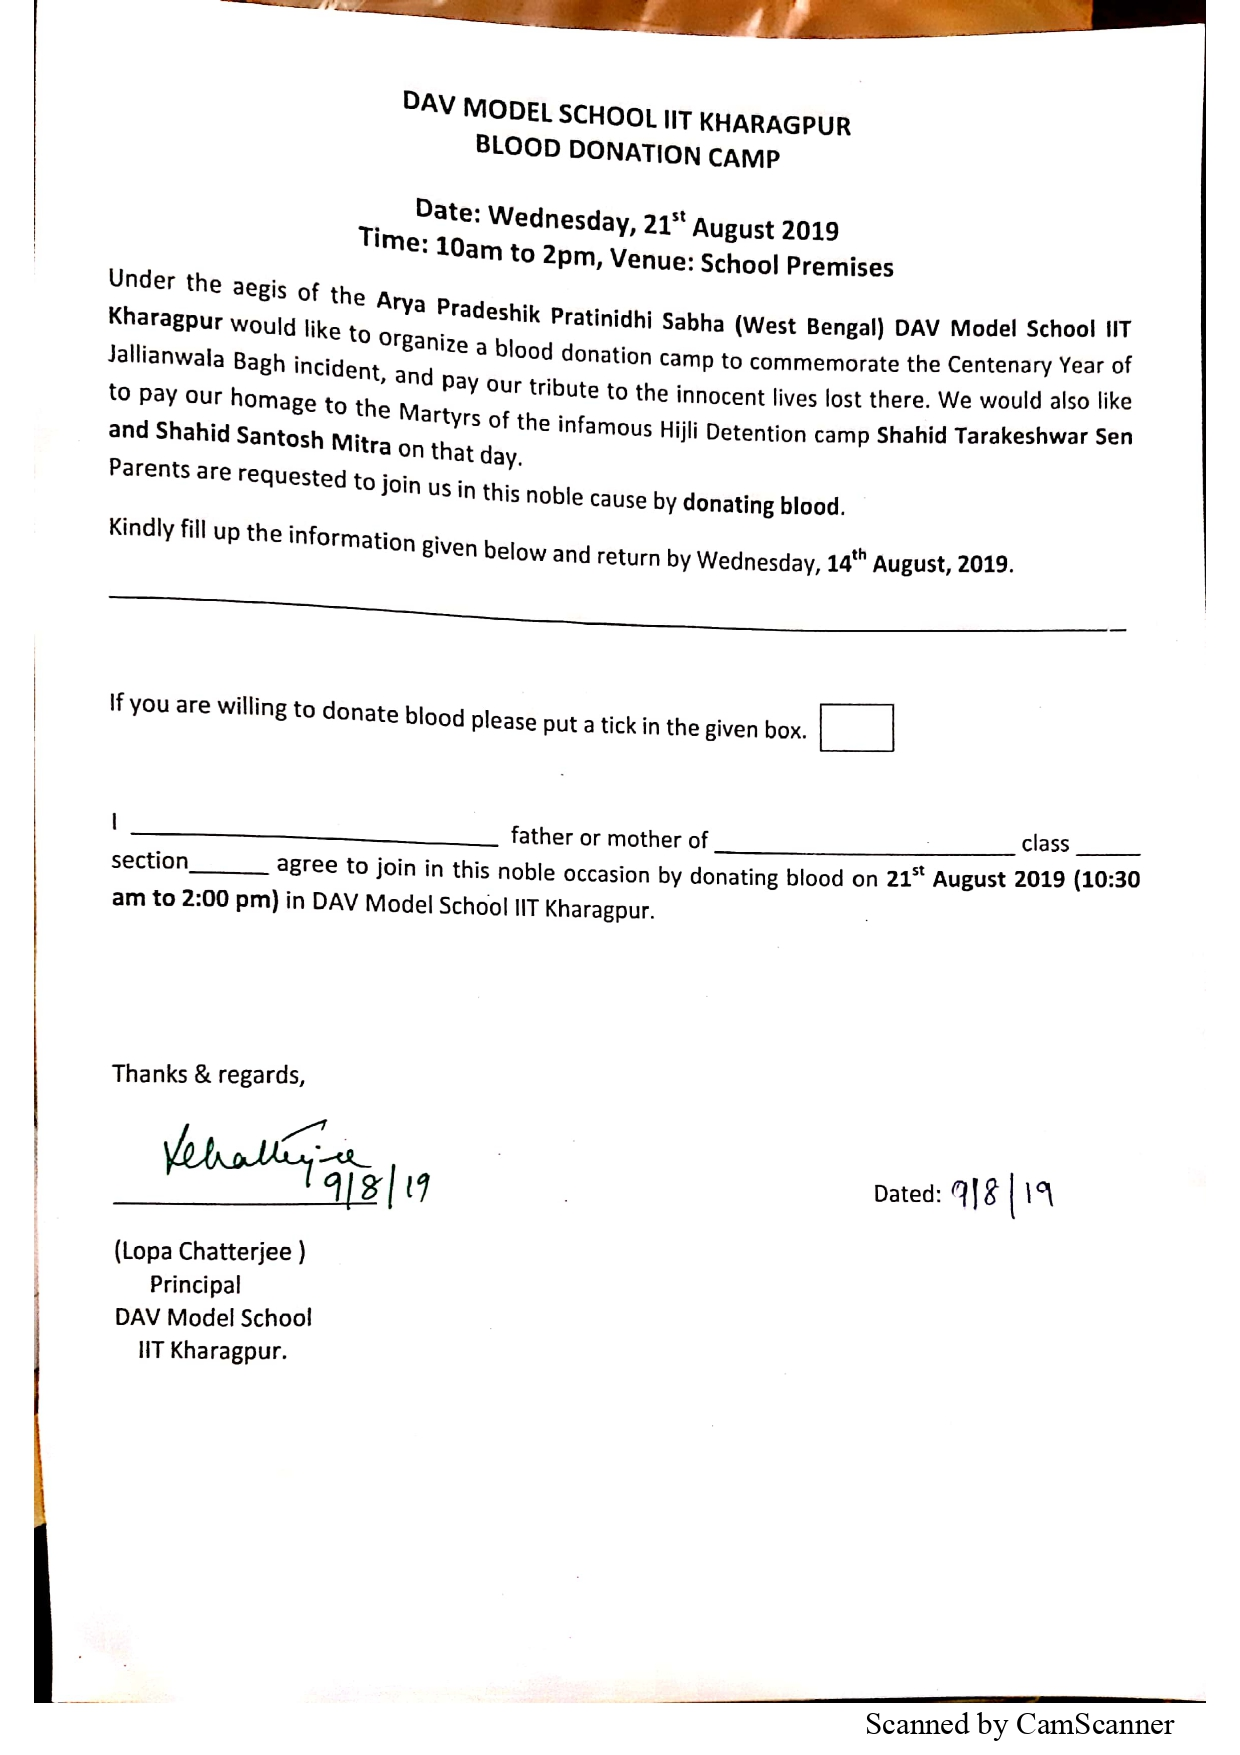 DAV MODEL SCHOOL IIT KHARAGPUR
BLOOD DONATION CAMP
Date: Wednesday, 21st August 2019
Time: 10am to 2pm, Venue: School Premises
Under the aegis of the Arya Pradeshik Pratinidhi Sabha (West Bengal) DAV Model School IIT
Kharagpur would like to organize a blood donation camp to commemorate the Centenary Year of
Jallianwala Bagh incident, and pay our tribute to the innocent lives lost there. We would also like
to pay our homage to the Martyrs of the infamous Hijli Detention camp Shahid Tarakeshwar Sen
and Shahid Santosh Mitra on that day.
Parents are requested to join us in this noble cause by donating blood.
Kindly fill up the information given below and return by Wednesday, 14th August, 2019.
If you are willing to donate blood please put a tick in the given box.
I ____________ father or mother of ____________ class _____
section______ agree to join in this noble occasion by donating blood on 21st August 2019 (10:30
am to 2:00 pm) in DAV Model School IIT Kharagpur.
Thanks & regards,
9/8/19
Dated: 9/8/19
(Lopa Chatterjee )
Principal
DAV Model School
IIT Kharagpur.
Scanned by CamScanner